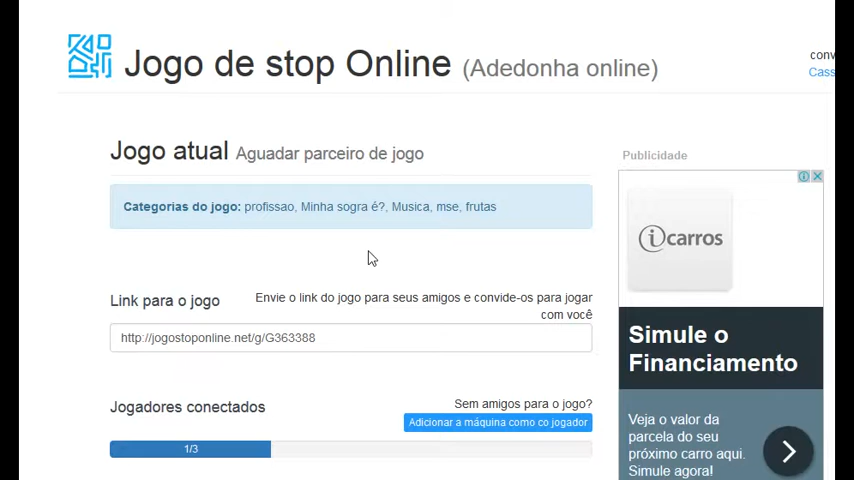 Jogo de stop Online (Adedonha online)
conv
Cass
Jogo atual Aguadar parceiro de jogo
Categorias do jogo: profissao, Minha sogra é?, Musica, mse, frutas
Link para o jogo
Envie o link do jogo para seus amigos e convide-os para jogar
com você
http://jogostoponline.net/g/G363388
Jogadores conectados
Sem amigos para o jogo?
Adicionar a máquina como co jogador
1/3
Publicidade
icarros
Simule o
Financiamento
Veja o valor da
parcela do seu
próximo carro aqui.
Simule agora!